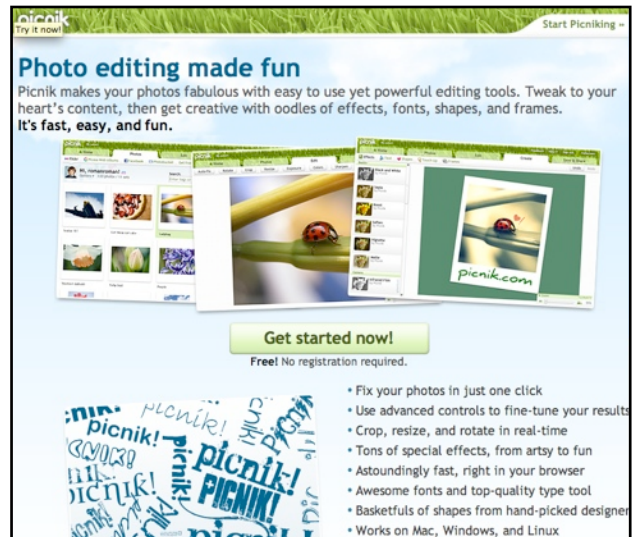 picnik
Try it now!
Start Picniking »
Photo editing made fun
Picnik makes your photos fabulous with easy to use yet powerful editing tools. Tweak to your
heart's content, then get creative with oodles of effects, fonts, shapes, and frames.
It's fast, easy, and fun.
picnik.com
Get started now!
Free! No registration required.
• Fix your photos in just one click
• Use advanced controls to fine-tune your results
• Crop, resize, and rotate in real-time
• Tons of special effects, from artsy to fun
• Astoundingly fast, right in your browser
• Awesome fonts and top-quality type tool
• Basketfuls of shapes from hand-picked designer
• Works on Mac, Windows, and Linux
picnik!
picnik!
PICNIK!